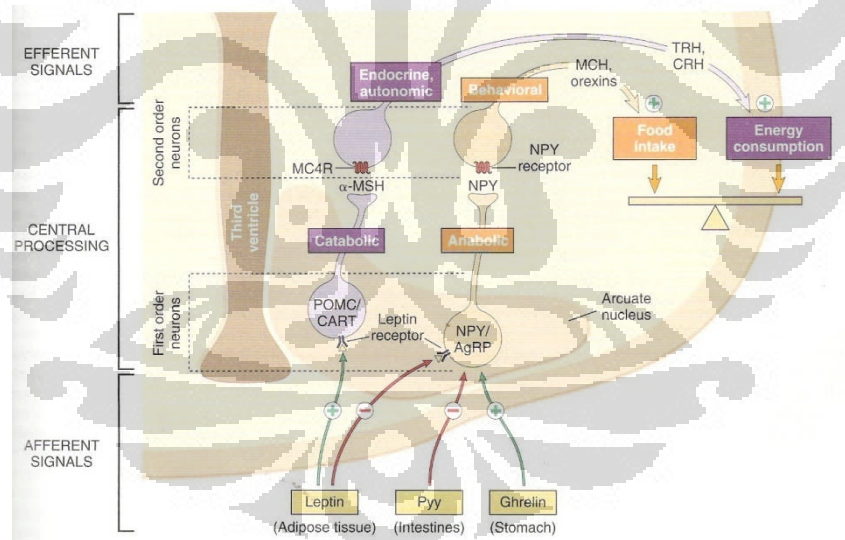 EFFERENT
SIGNALS
Endocrine,
autonomic
Behavioral
MCH,
orexins
TRH,
CRH
Food
intake
Energy
consumption
CENTRAL
PROCESSING
Second order
neurons
MC4R
α-MSH
NPY
receptor
NPY
Third
ventricle
Catabolic
Anabolic
First order
neurons
POMC/
CART
Leptin
receptor
NPY/
AgRP
Arcuate
nucleus
AFFERENT
SIGNALS
+
−
−
+
+
+
Leptin
(Adipose tissue)
Pyy
(Intestines)
Ghrelin
(Stomach)